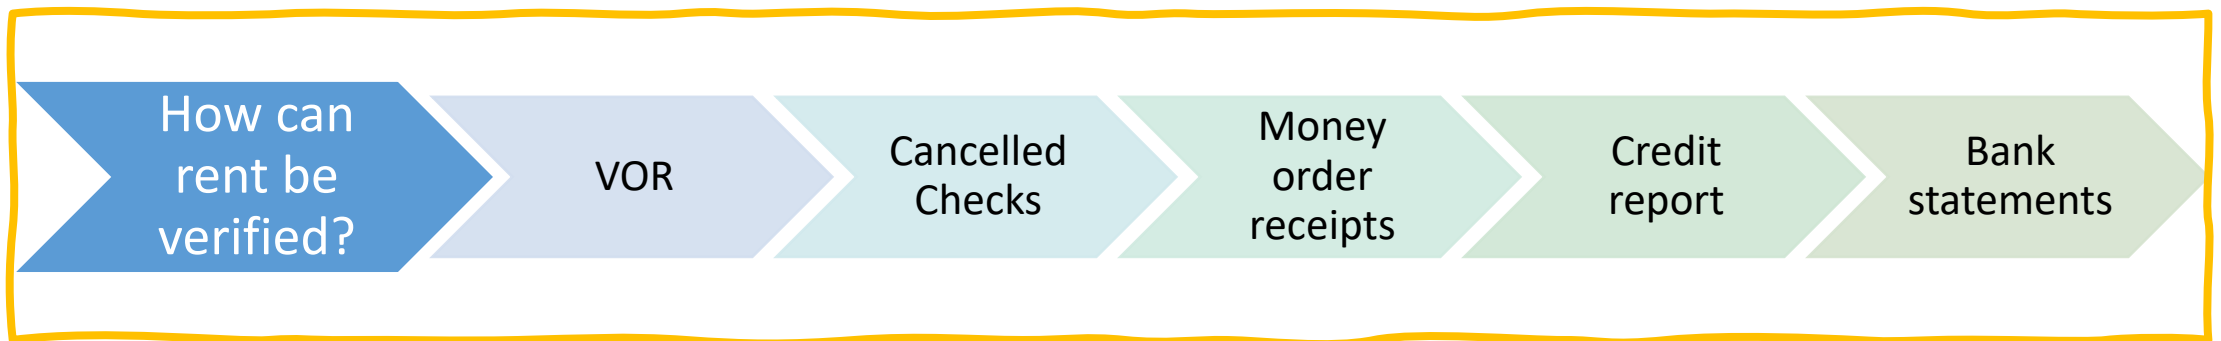 How can
rent be
verified?
VOR
Cancelled
Checks
Money
order
receipts
Credit
report
Bank
statements